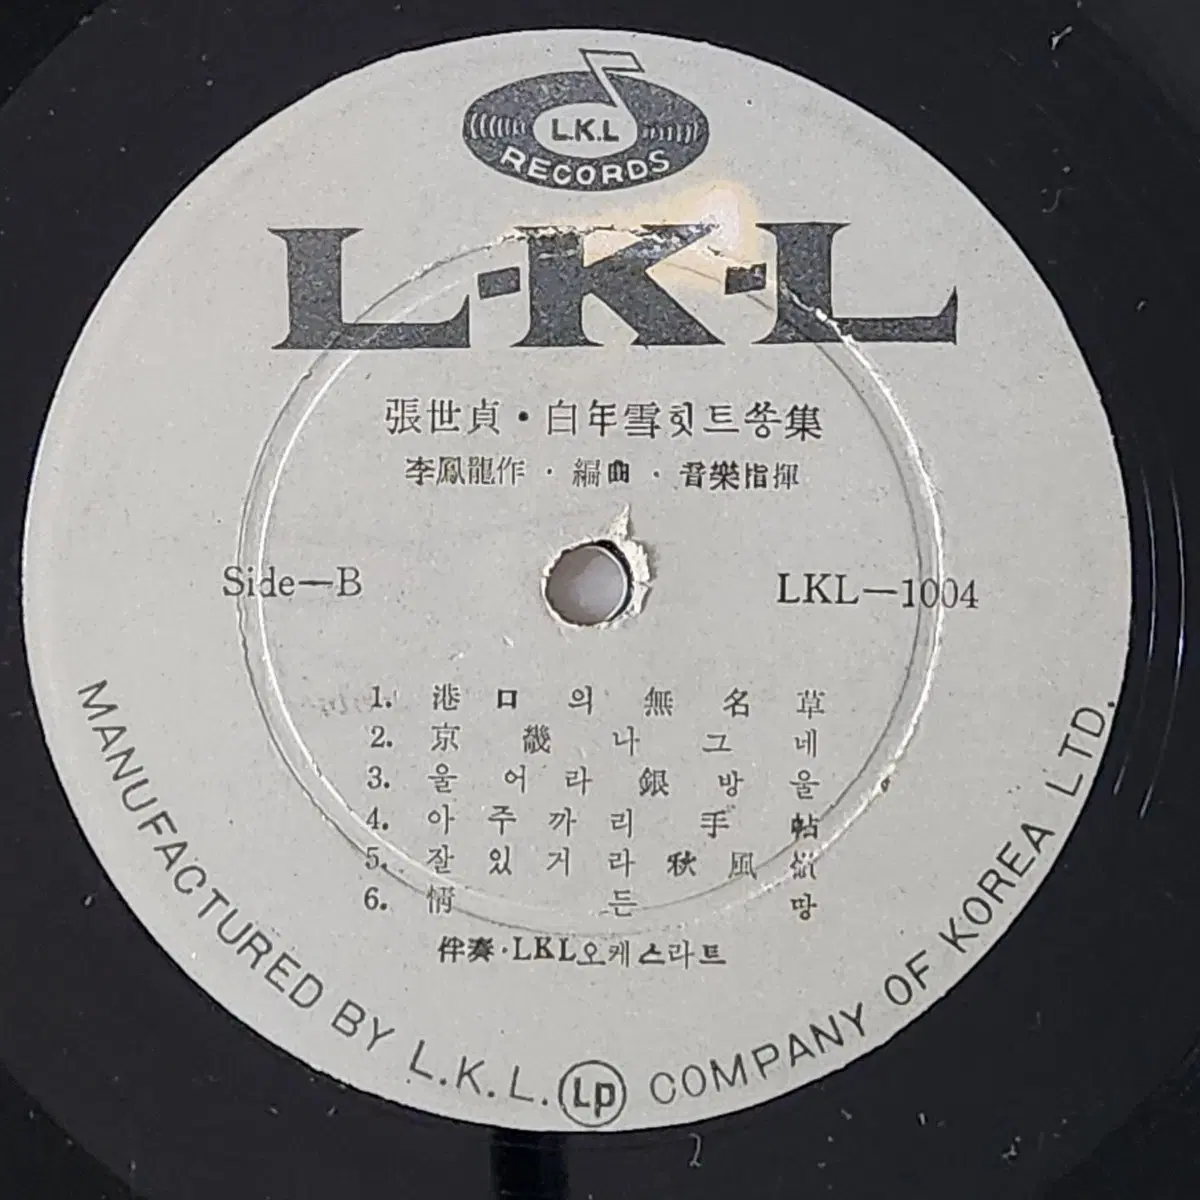 L.K.L
RECORDS
L·K·L
張世貞·白年雪힛트쏭集
李鳳龍作·編曲·音樂指揮
Side—B
LKL—1004
1. 港口의無名草
2. 京畿나그네
3. 울어라銀방울
4. 아주까리手帖
5. 잘있거라秋風嶺
6. 情든땅
伴奏·LKL오케스라트
MANUFACTURED BY L.K.L. Lp COMPANY OF KOREA LTD.